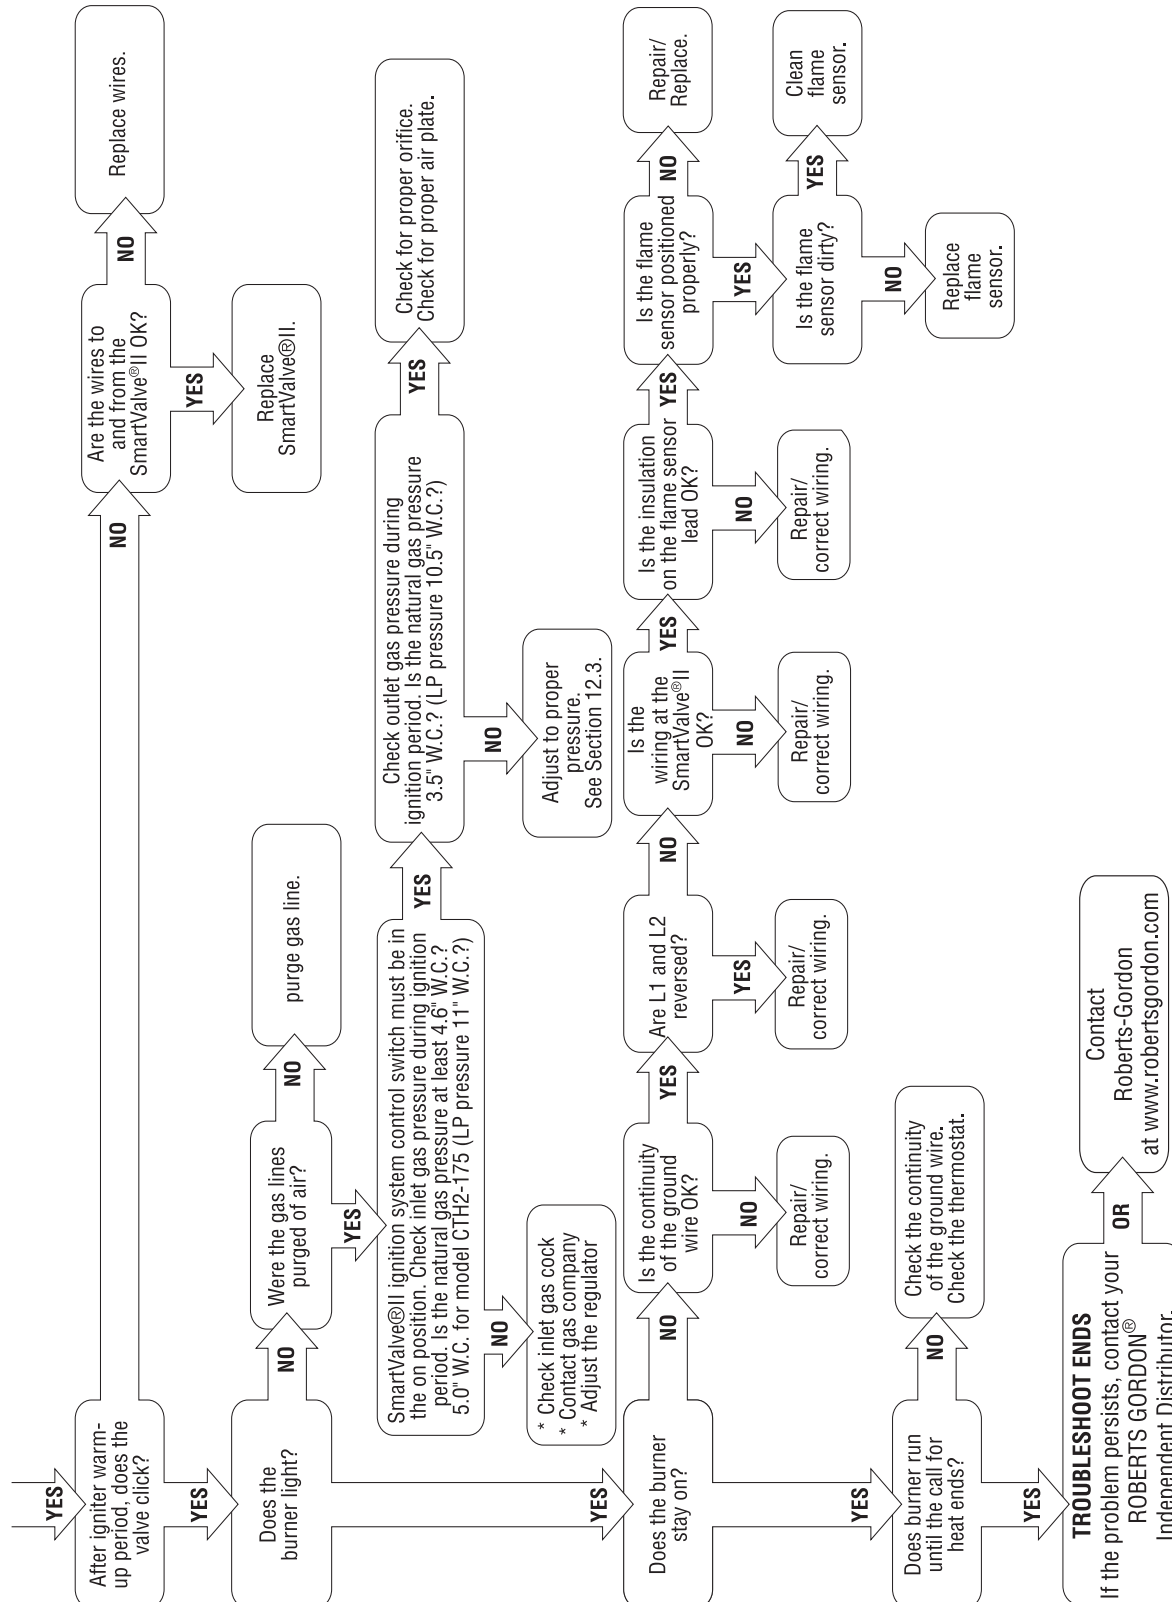 YES
After igniter warm-
up period, does the
valve click?
NO
Are the wires to
and from the
SmartValve®II OK?
NO
Replace wires.
YES
Replace
SmartValve®II.
YES
Does the
burner light?
NO
Were the gas lines
purged of air?
NO
purge gas line.
YES
SmartValve®II ignition system control switch must be in
the on position. Check inlet gas pressure during ignition
period. Is the natural gas pressure at least 4.6" W.C.?
5.0" W.C. for model CTH2-175 (LP pressure 11" W.C.?)
YES
Check outlet gas pressure during
ignition period. Is the natural gas pressure
3.5" W.C.? (LP pressure 10.5" W.C.?)
YES
Check for proper orifice.
Check for proper air plate.
NO
Adjust to proper
pressure.
See Section 12.3.
NO
* Check inlet gas cock
* Contact gas company
* Adjust the regulator
YES
Does the burner
stay on?
NO
Is the continuity
of the ground
wire OK?
YES
Are L1 and L2
reversed?
NO
Is the
wiring at the
SmartValve®II
OK?
YES
Is the insulation
on the flame sensor
lead OK?
YES
Is the flame
sensor positioned
properly?
NO
Repair/
Replace.
NO
Repair/
correct wiring.
YES
Repair/
correct wiring.
NO
Repair/
correct wiring.
NO
Repair/
correct wiring.
YES
Is the flame
sensor dirty?
YES
Clean
flame
sensor.
NO
Replace
flame
sensor.
YES
Does burner run
until the call for
heat ends?
NO
Check the continuity
of the ground wire.
Check the thermostat.
YES
TROUBLESHOOT ENDS
If the problem persists, contact your
ROBERTS GORDON®
Independent Distributor.
OR
Contact
Roberts-Gordon
at www.robertsgordon.com